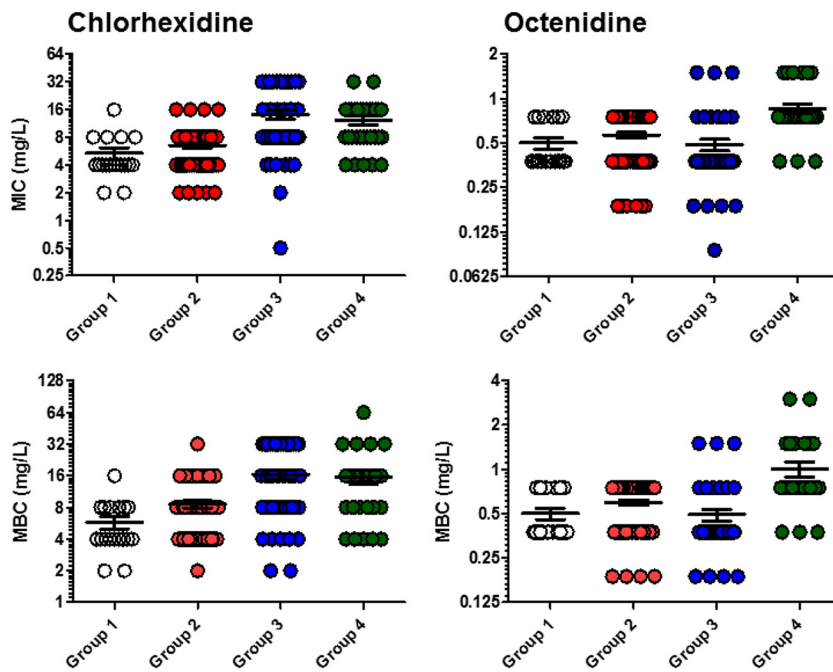 Chlorhexidine
MIC (mg/L)
64
32
16
8
4
2
1
0.5
0.25
Group 1
Group 2
Group 3
Group 4
Octenidine
2
1
0.5
0.25
0.125
0.0625
Group 1
Group 2
Group 3
Group 4
MBC (mg/L)
128
64
32
16
8
4
2
1
Group 1
Group 2
Group 3
Group 4
MBC (mg/L)
4
2
1
0.5
0.25
0.125
Group 1
Group 2
Group 3
Group 4